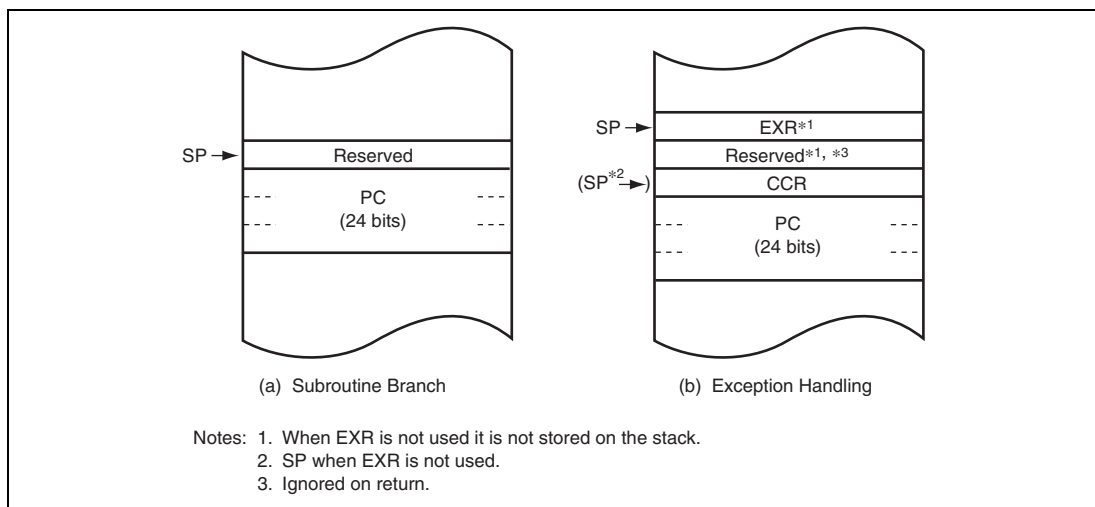 SP
Reserved
PC
(24 bits)
(a) Subroutine Branch
SP
EXR*1
Reserved*1, *3
(SP*2 )
CCR
PC
(24 bits)
(b) Exception Handling
Notes: 1. When EXR is not used it is not stored on the stack.
2. SP when EXR is not used.
3. Ignored on return.